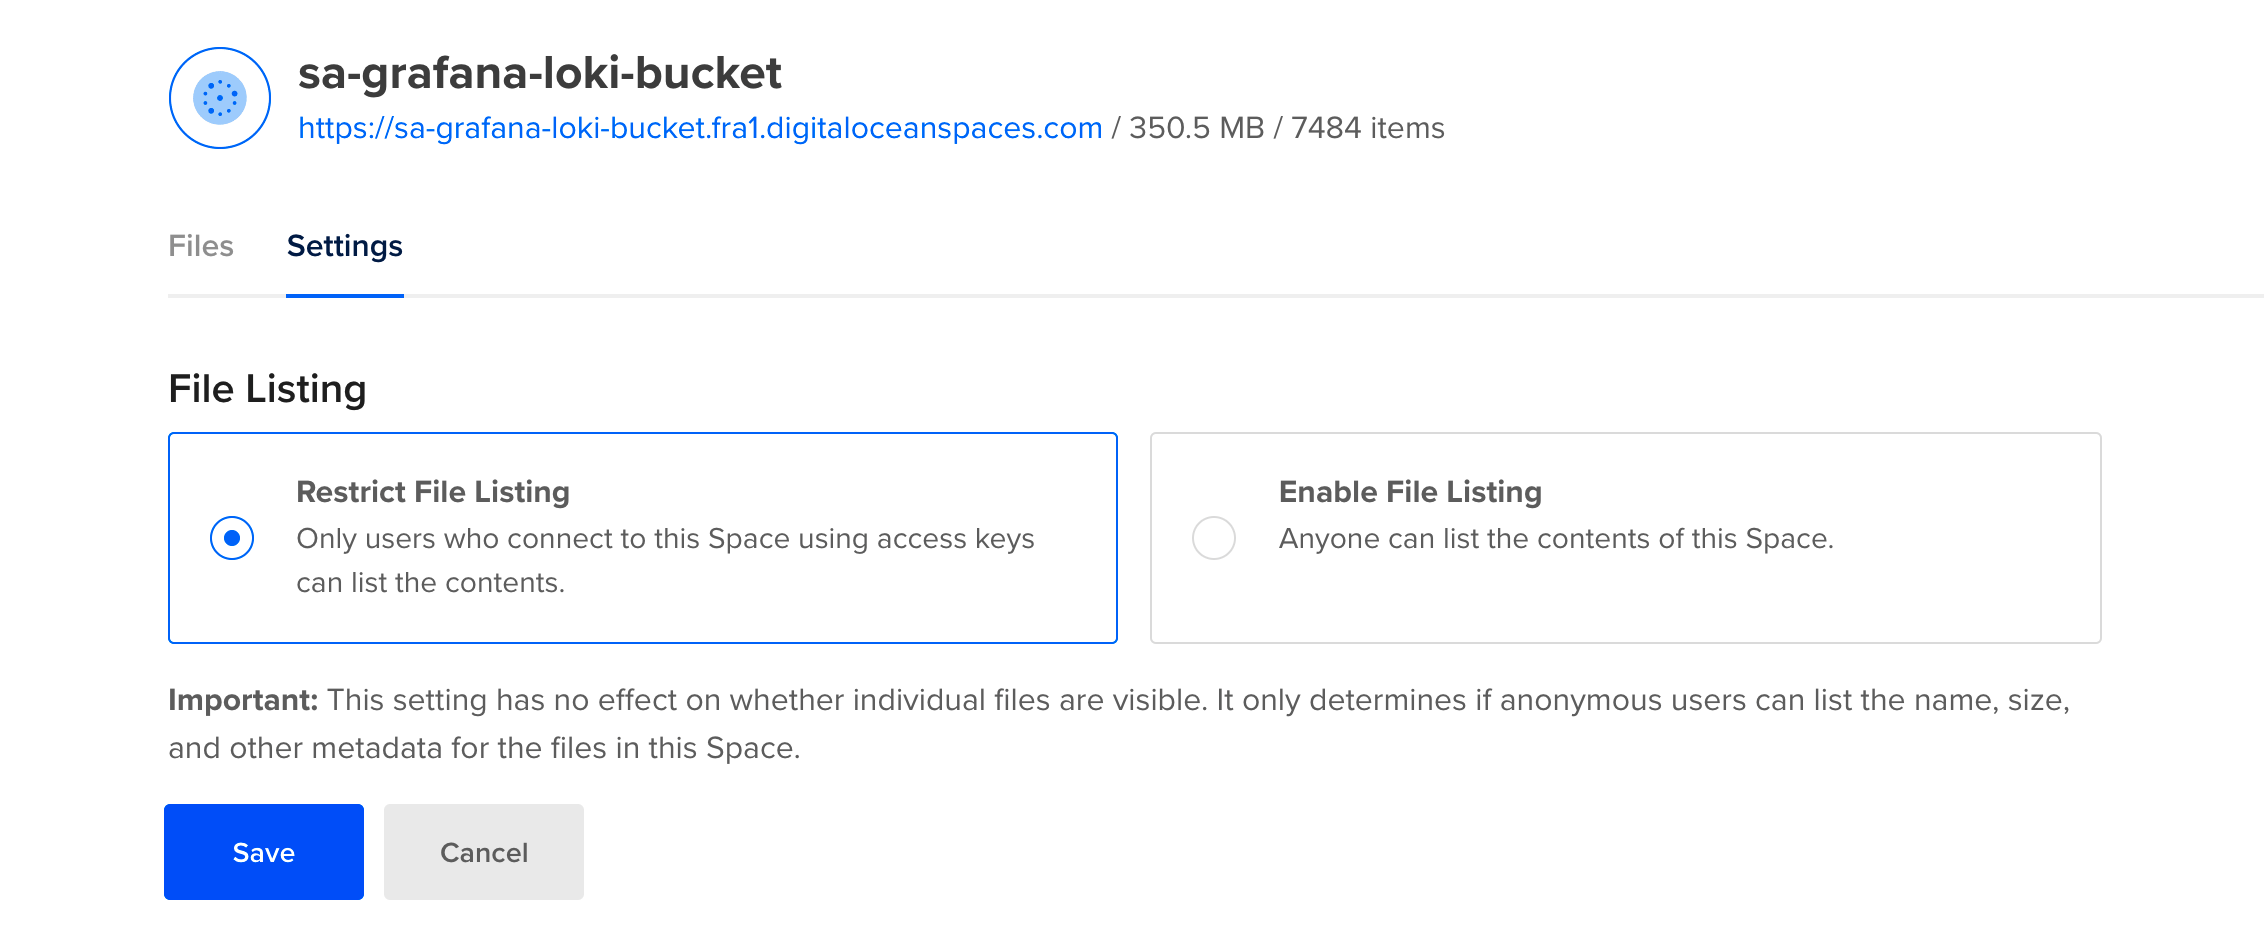 sa-grafana-loki-bucket
https://sa-grafana-loki-bucket.fra1.digitaloceanspaces.com / 350.5 MB / 7484 items
Files Settings
File Listing
Restrict File Listing
Only users who connect to this Space using access keys
can list the contents.
Enable File Listing
Anyone can list the contents of this Space.
Important: This setting has no effect on whether individual files are visible. It only determines if anonymous users can list the name, size,
and other metadata for the files in this Space.
Save Cancel